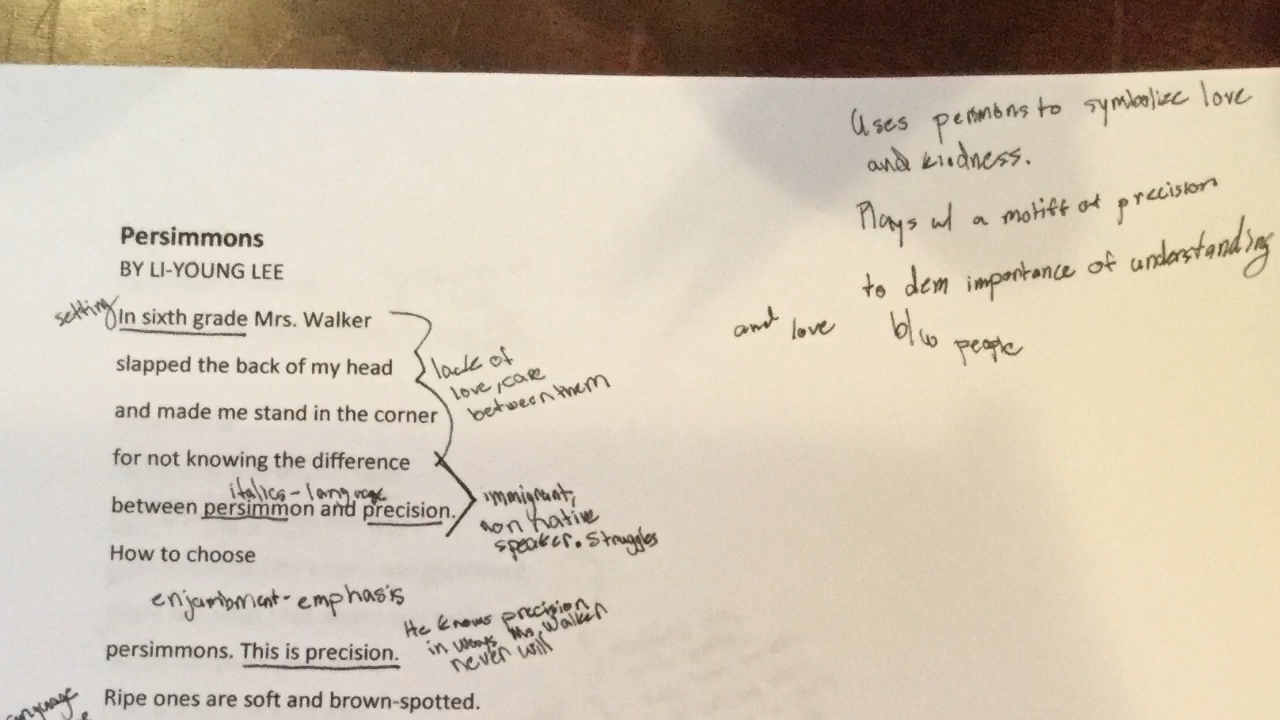 Uses permmons to symbolize love
and kindness.
Plays w/ a motiff of precision
to dem importance of understanding
and love b/w people
Persimmons
BY LI-YOUNG LEE
setting
In sixth grade Mrs. Walker
slapped the back of my head
lack of
love, care
between them
and made me stand in the corner
for not knowing the difference
italics - language
between persimmon and precision.
immigrant,
non native
speaker. Struggles
How to choose
enjambment - emphasis
He knows precision
in ways Ms. Walker
never will
persimmons. This is precision.
Ripe ones are soft and brown-spotted.